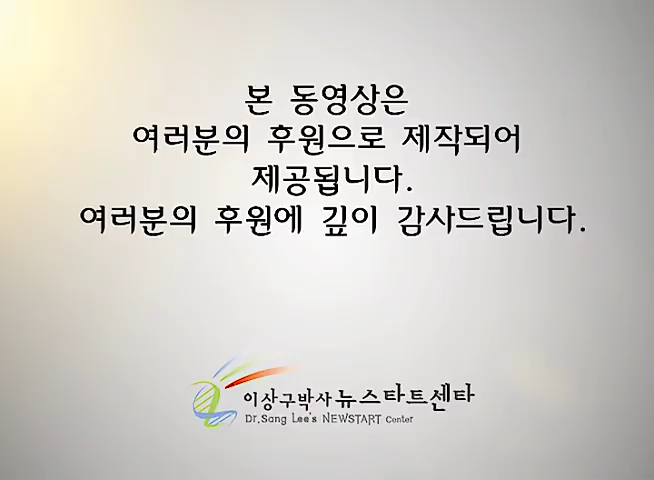 본 동영상은
여러분의 후원으로 제작되어
제공됩니다.
여러분의 후원에 깊이 감사드립니다.
이상구박사 뉴스타트센타
Dr.Sang Lee's NEWSTART Center